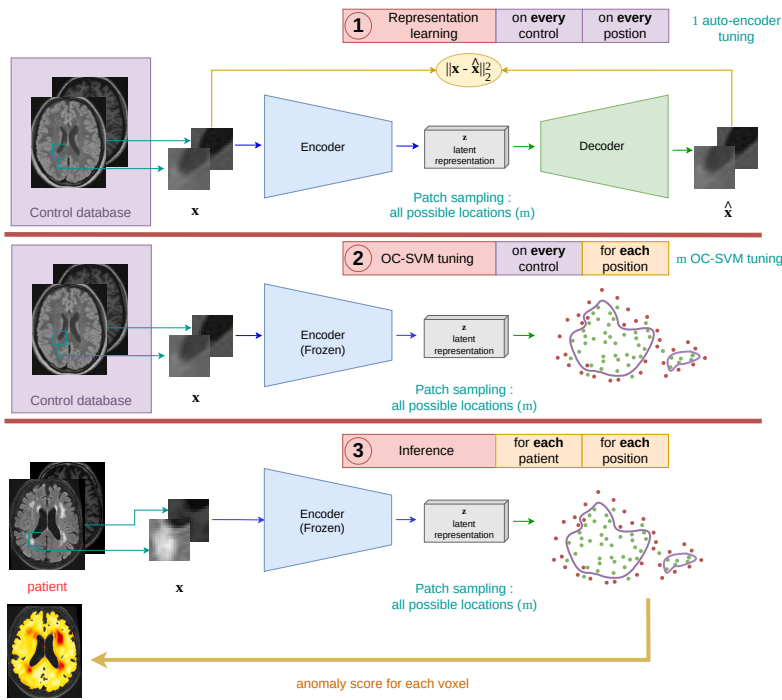 1
Representation
learning
on every
control
on every
postion
1 auto-encoder
tuning
||x - x̂||₂²
Encoder
z
latent
representation
Decoder
Control database
x
Patch sampling :
all possible locations (m)
x̂
2
OC-SVM tuning
on every
control
for each
position
m OC-SVM tuning
Encoder
(Frozen)
z
latent
representation
Control database
x
Patch sampling :
all possible locations (m)
3
Inference
for each
patient
for each
position
Encoder
(Frozen)
z
latent
representation
patient
x
Patch sampling :
all possible locations (m)
anomaly score for each voxel